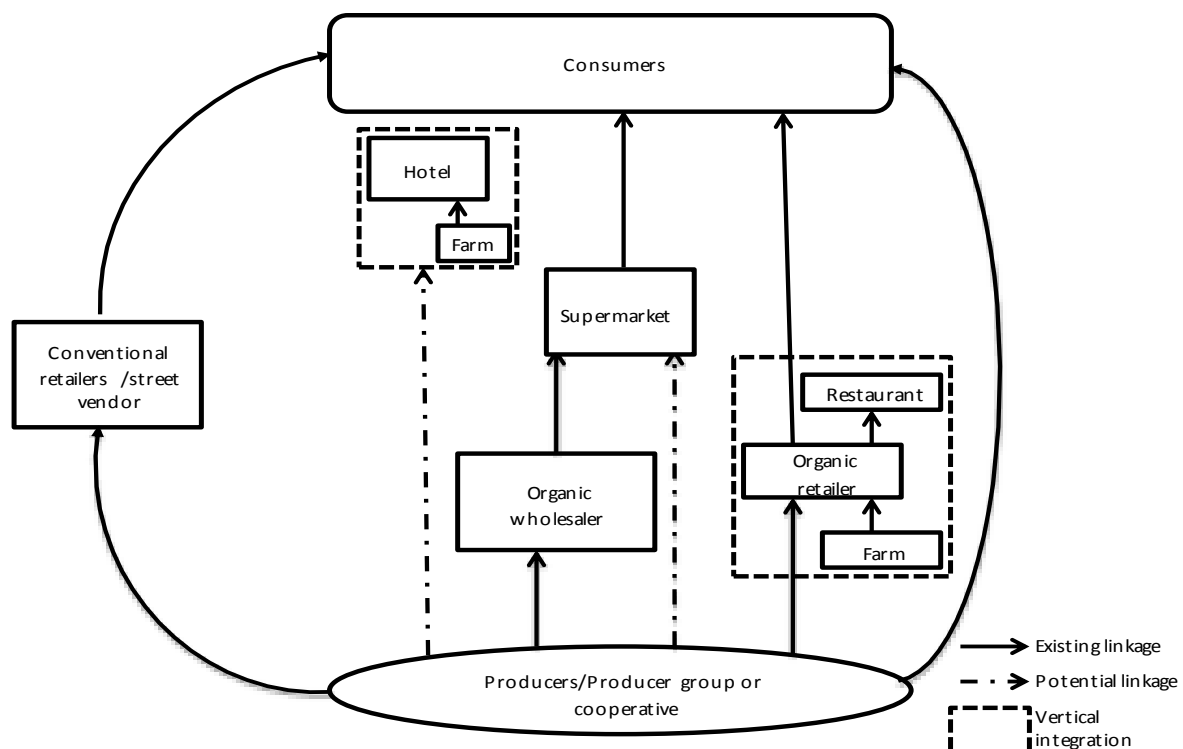 Consumers
Hotel
Farm
Supermarket
Conventional
retailers /street
vendor
Restaurant
Organic
retailer
Organic
wholesaler
Farm
Producers/Producer group or
cooperative
Existing linkage
Potential linkage
Vertical
integration